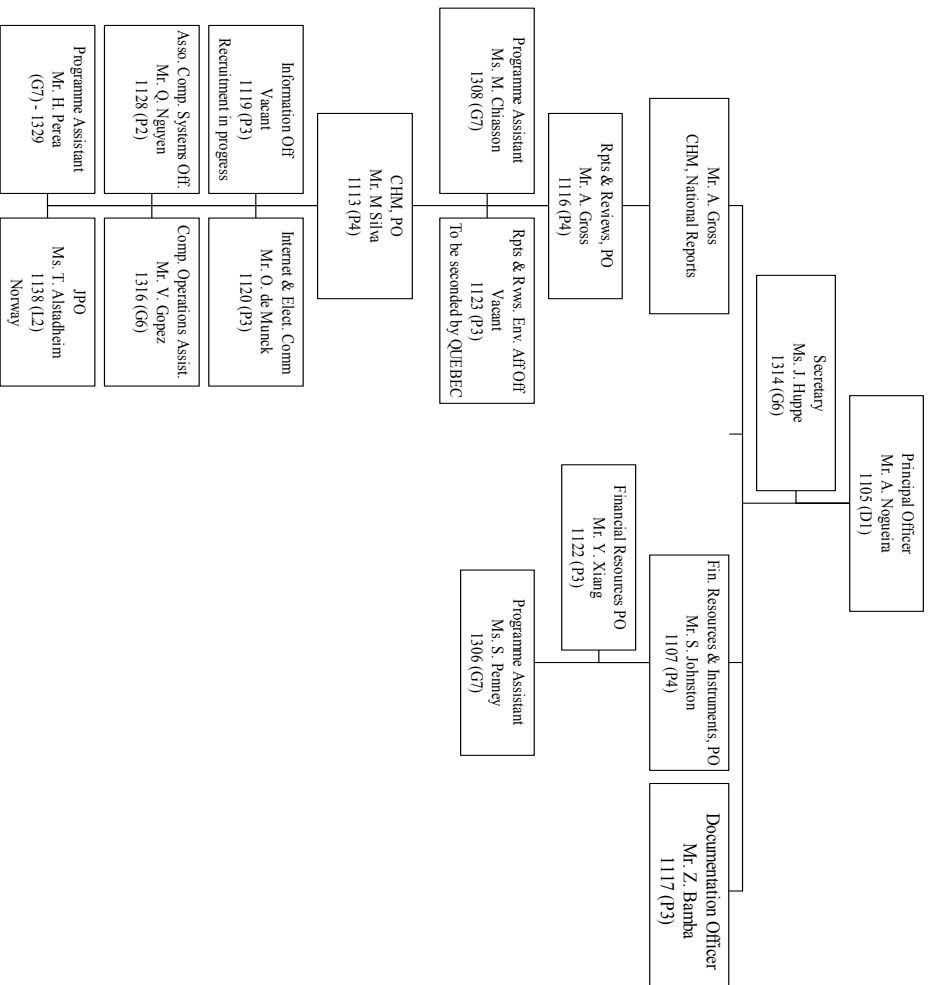 Principal Officer
Mr. A. Nogueira
1105 (D1)
Secretary
Ms. J. Huppe
1314 (G6)
Mr. A. Gross
CHM, National Reports
Fin. Resources & Instruments, PO
Mr. S. Johnston
1107 (P4)
Documentation Officer
Mr. Z. Bamba
1117 (P3)
Rpts & Reviews, PO
Mr. A. Gross
1116 (P4)
Financial Resources PO
Mr. Y. Xiang
1122 (P3)
Programme Assistant
Ms. M. Chiasson
1308 (G7)
Rpts & Rvws. Env. Aff Off
Vacant
1123 (P3)
To be seconded by QUEBEC
Programme Assistant
Ms. S. Penney
1306 (G7)
CHM, PO
Mr. M Silva
1113 (P4)
Information Off
Vacant
1119 (P3)
Recruitment in progress
Internet & Elect. Comm
Mr. O. de Munck
1120 (P3)
Asso. Comp. Systems Off.
Mr. Q. Nguyen
1128 (P2)
Comp. Operations Assist.
Mr. V. Gopez
1316 (G6)
Programme Assistant
Mr. H. Perea
(G7) - 1329
JPO
Ms. T. Alstadheim
1138 (L2)
Norway